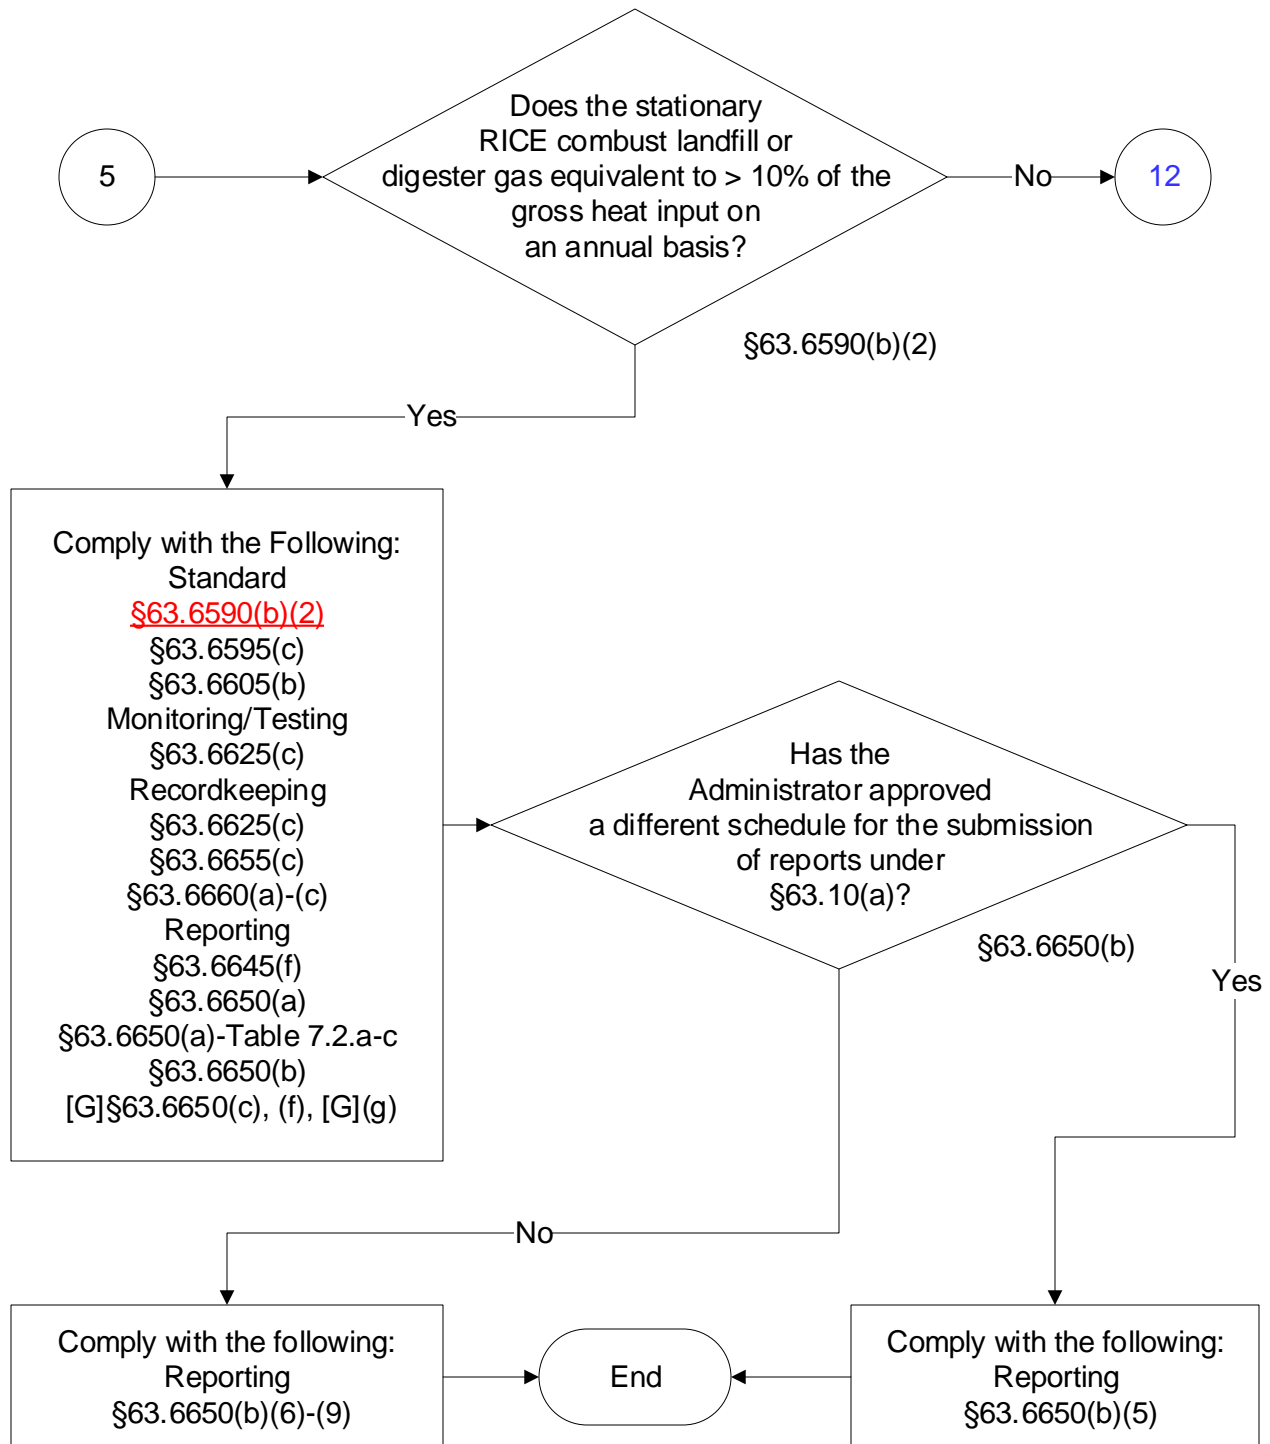 5
Does the stationary
RICE combust landfill or
digester gas equivalent to > 10% of the
gross heat input on
an annual basis?
No
12
§63.6590(b)(2)
Yes
Comply with the Following:
Standard
§63.6590(b)(2)
§63.6595(c)
§63.6605(b)
Monitoring/Testing
§63.6625(c)
Recordkeeping
§63.6625(c)
§63.6655(c)
§63.6660(a)-(c)
Reporting
§63.6645(f)
§63.6650(a)
§63.6650(a)-Table 7.2.a-c
§63.6650(b)
[G]§63.6650(c), (f), [G](g)
Has the
Administrator approved
a different schedule for the submission
of reports under
§63.10(a)?
§63.6650(b)
Yes
No
Comply with the following:
Reporting
§63.6650(b)(6)-(9)
End
Comply with the following:
Reporting
§63.6650(b)(5)